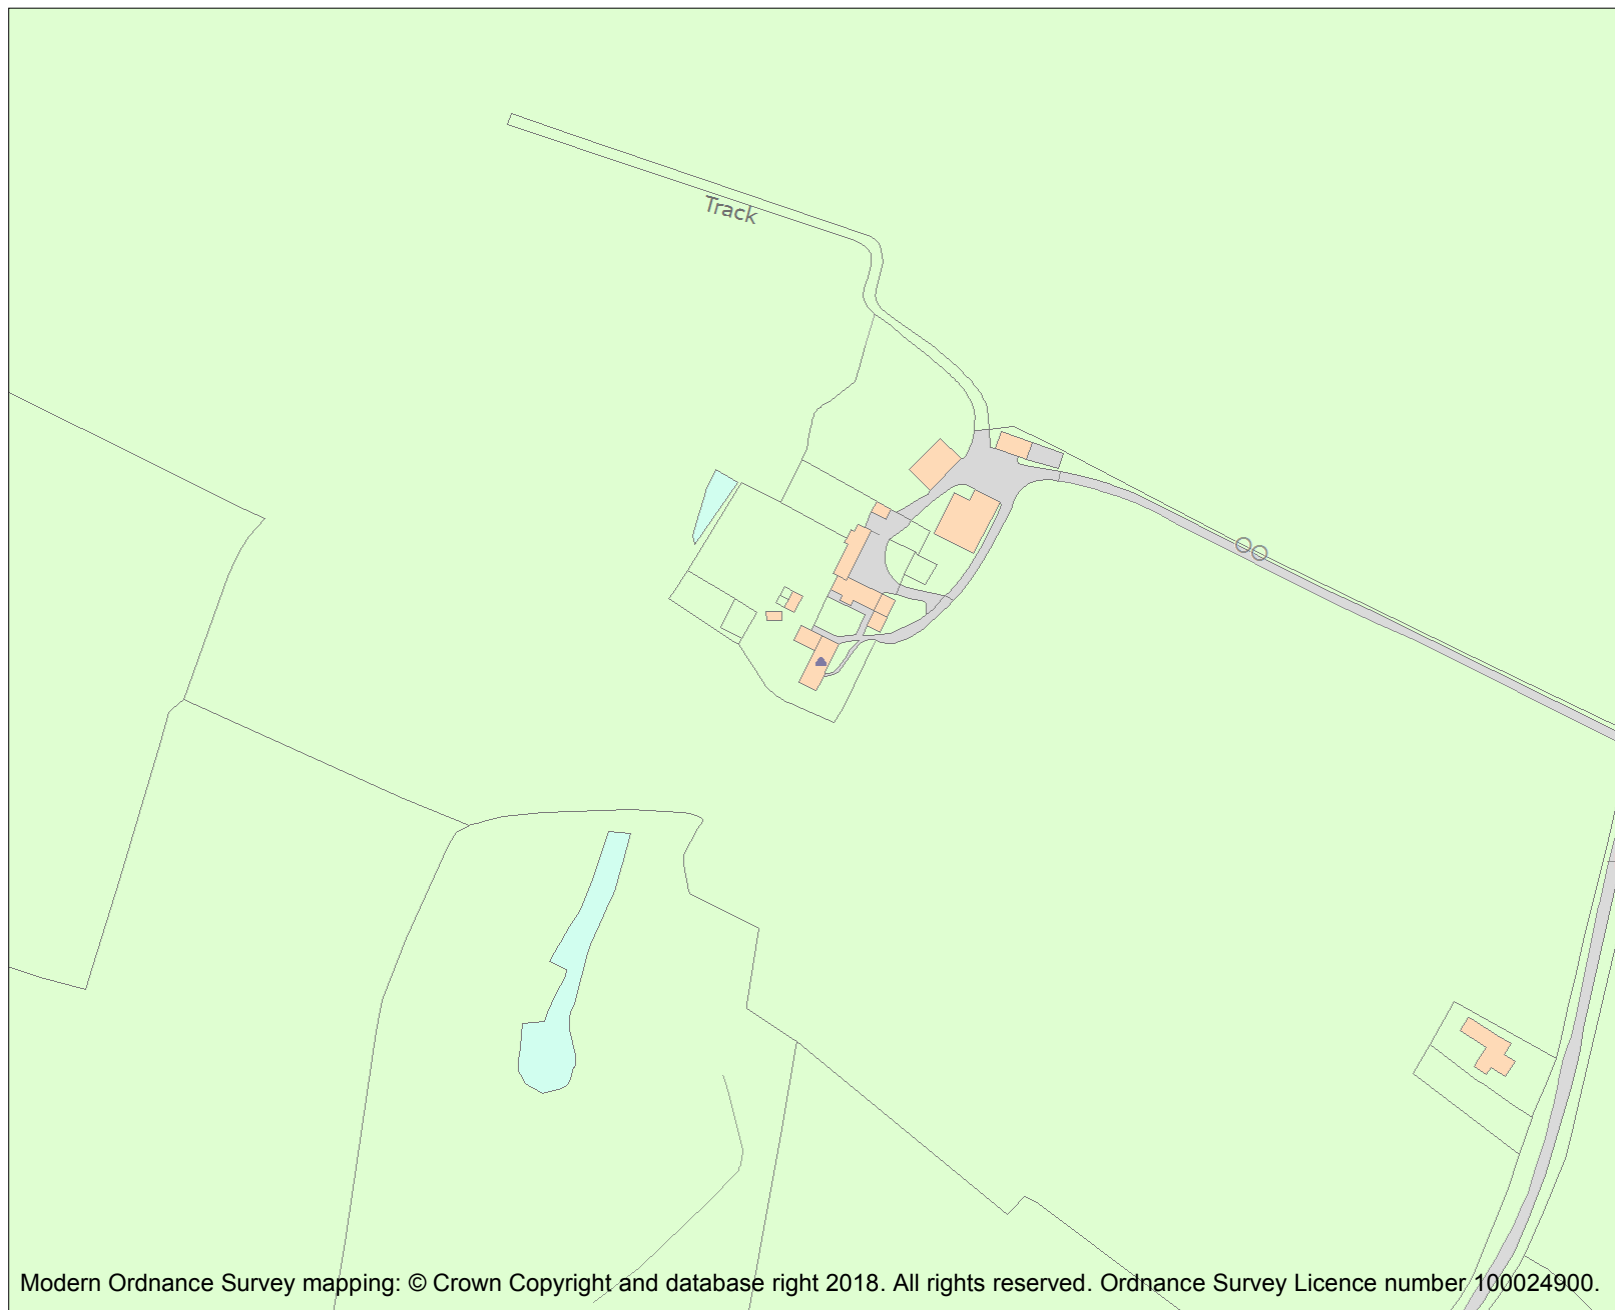 Track
Modern Ordnance Survey mapping: © Crown Copyright and database right 2018. All rights reserved. Ordnance Survey Licence number 100024900.